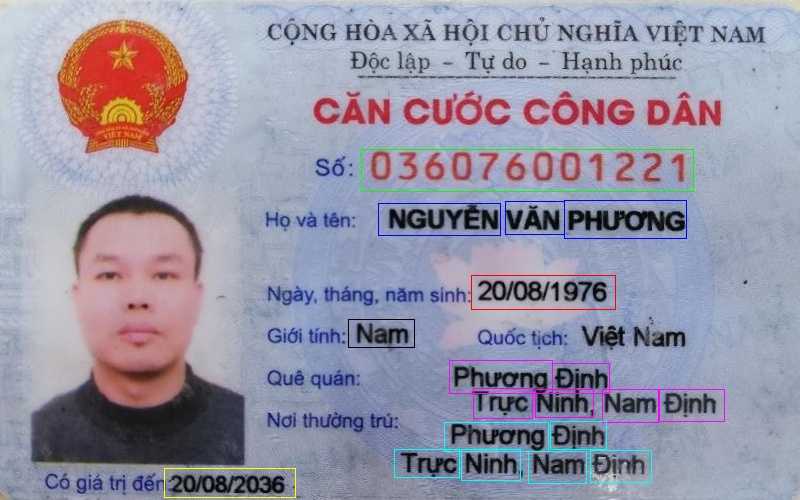 CỘNG HÒA XÃ HỘI CHỦ NGHĨA VIỆT NAM
Độc lập - Tự do - Hạnh phúc
CĂN CƯỚC CÔNG DÂN
Số: 036076001221
Họ và tên: NGUYỄN VĂN PHƯƠNG
Ngày, tháng, năm sinh: 20/08/1976
Giới tính: Nam Quốc tịch: Việt Nam
Quê quán: Phương Định
Trực Ninh, Nam Định
Nơi thường trú:
Phương Định
Trực Ninh, Nam Định
Có giá trị đến: 20/08/2036